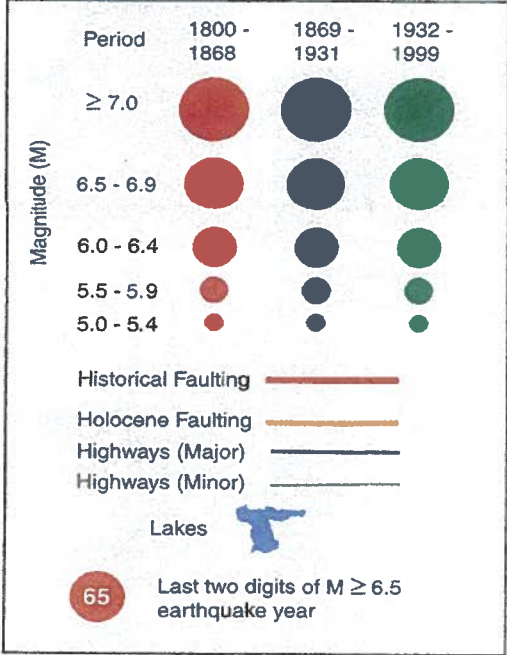 Period
1800 - 1868
1869 - 1931
1932 - 1999
Magnitude (M)
≥ 7.0
6.5 - 6.9
6.0 - 6.4
5.5 - 5.9
5.0 - 5.4
Historical Faulting
Holocene Faulting
Highways (Major)
Highways (Minor)
Lakes
65
Last two digits of M ≥ 6.5
earthquake year